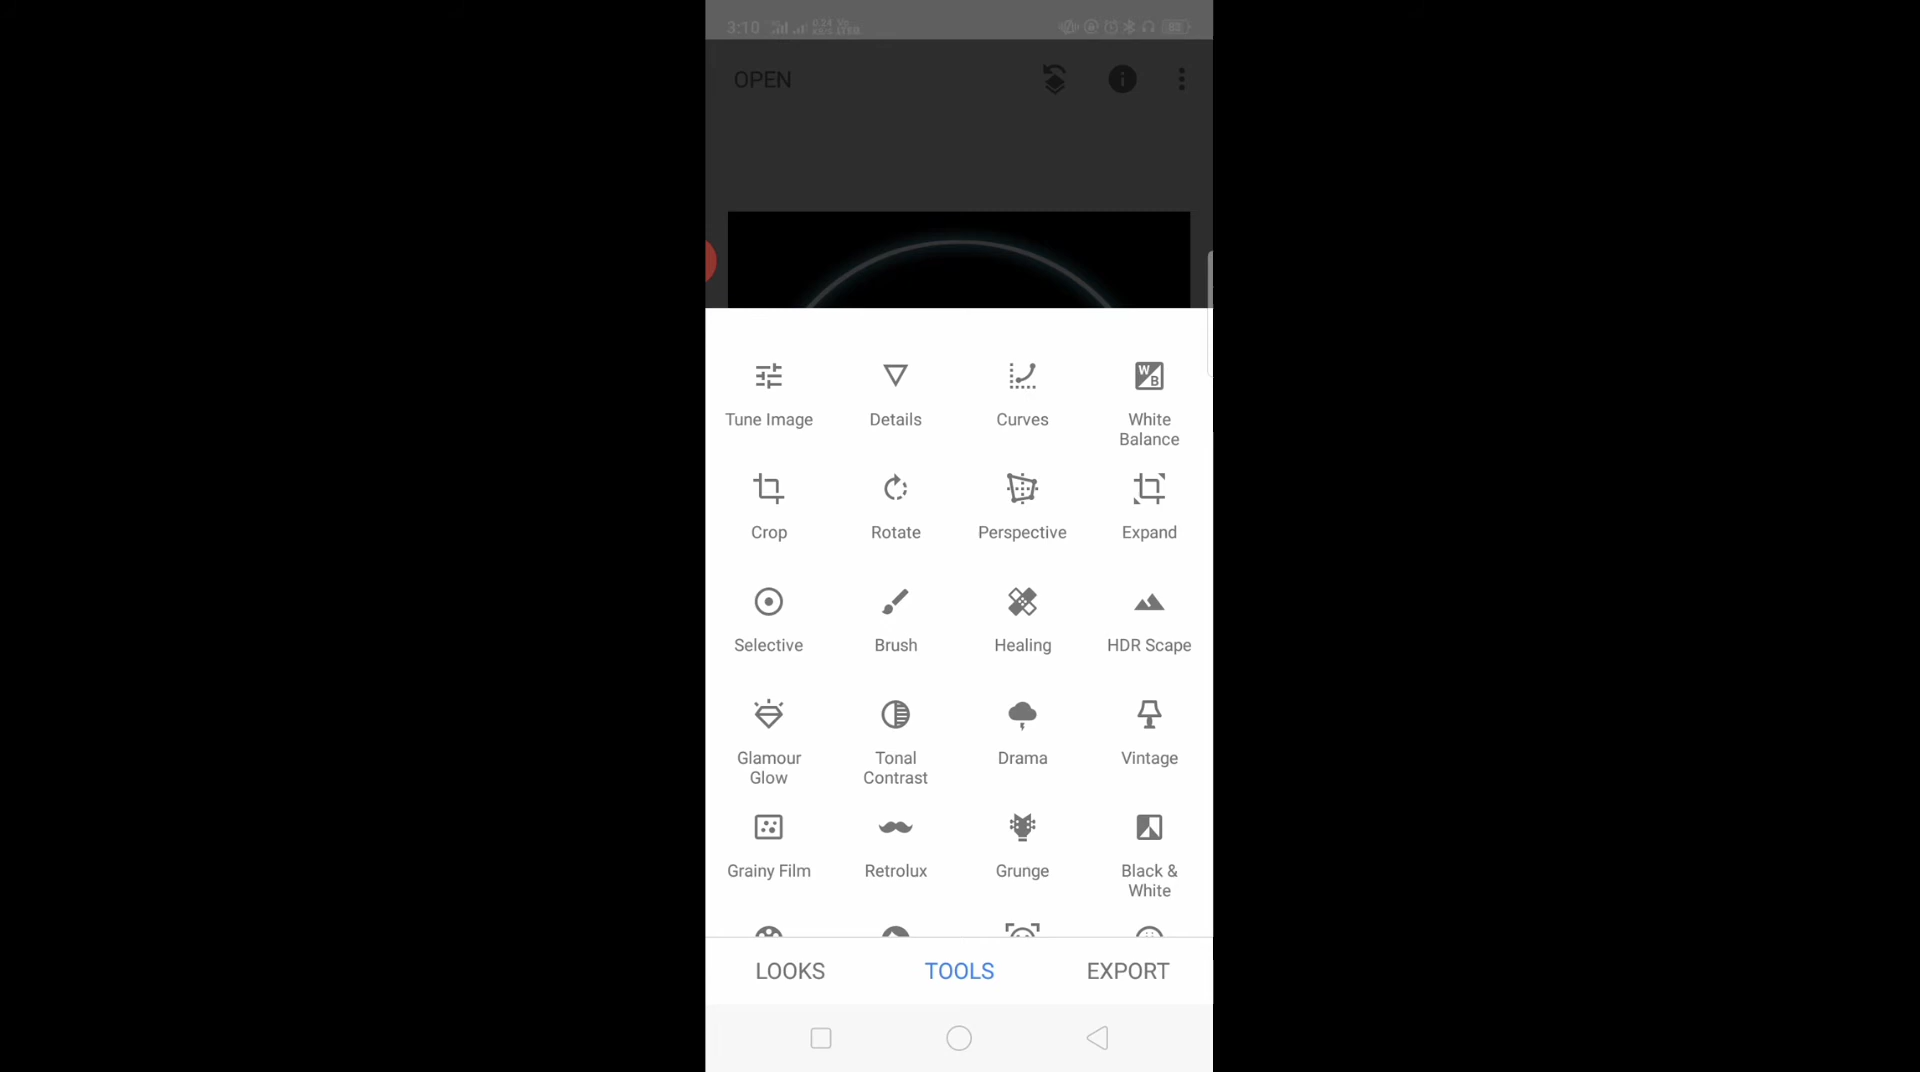 3:10
OPEN
Tune Image
Details
Curves
White
Balance
Crop
Rotate
Perspective
Expand
Selective
Brush
Healing
HDR Scape
Glamour
Glow
Tonal
Contrast
Drama
Vintage
Grainy Film
Retrolux
Grunge
Black &
White
LOOKS
TOOLS
EXPORT